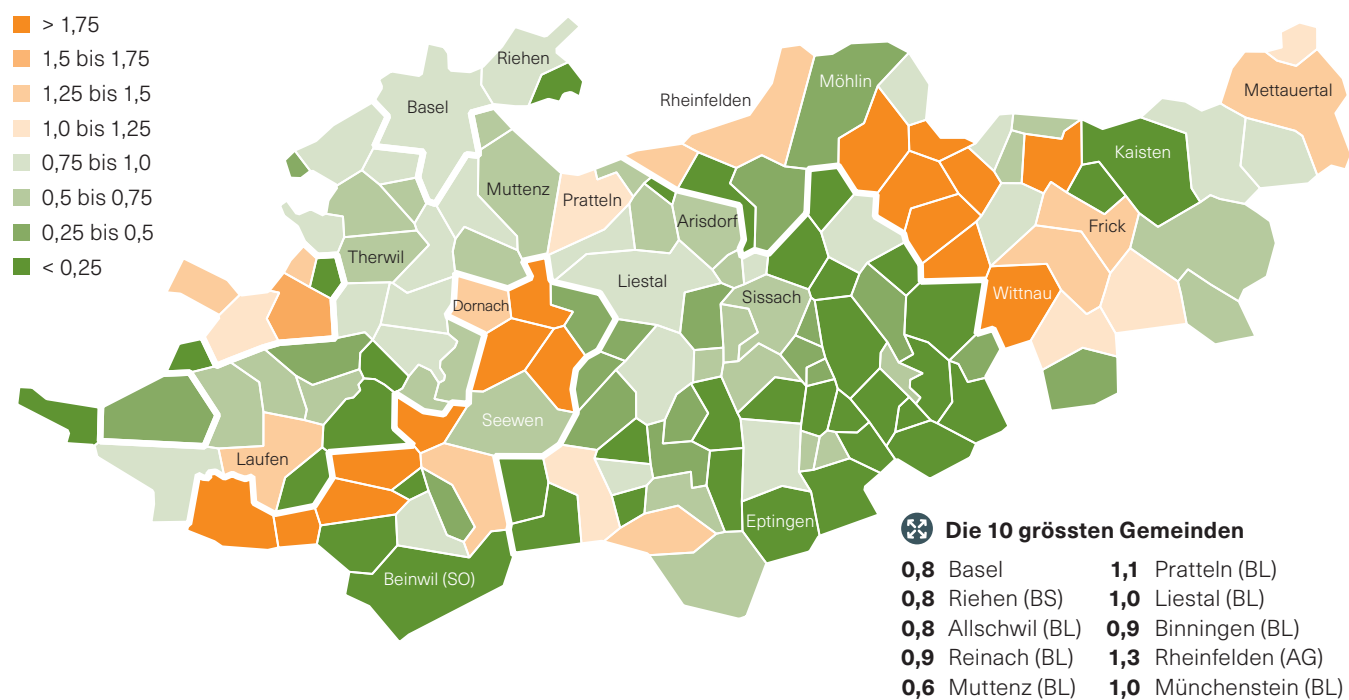 > 1,75
1,5 bis 1,75
1,25 bis 1,5
1,0 bis 1,25
0,75 bis 1,0
0,5 bis 0,75
0,25 bis 0,5
< 0,25
Riehen
Basel
Rheinfelden
Möhlin
Mettauertal
Kaisten
Muttenz
Pratteln
Arisdorf
Frick
Therwil
Liestal
Sissach
Wittnau
Dornach
Seewen
Laufen
Eptingen
Beinwil (SO)
Die 10 grössten Gemeinden
0,8 Basel
0,8 Riehen (BS)
0,8 Allschwil (BL)
0,9 Reinach (BL)
0,6 Muttenz (BL)
1,1 Pratteln (BL)
1,0 Liestal (BL)
0,9 Binningen (BL)
1,3 Rheinfelden (AG)
1,0 Münchenstein (BL)